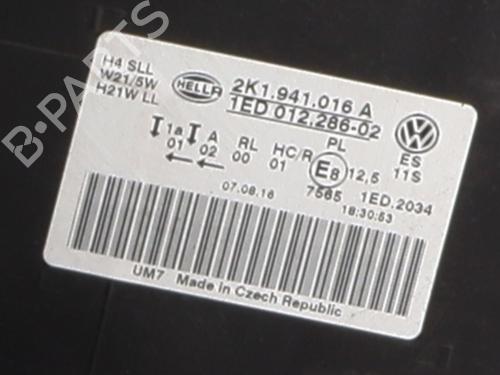 B-PARTS
H4 SLL
W21/5W
H21W LL
HELLA
2K1.941.016 A
1ED 012.286-02
1a A RL HC/R PL ES
01 02 00 01 E8 12,5 11S
7565 1ED.2034
07.06.16 18:30:53
UM7 Made in Czech Republic